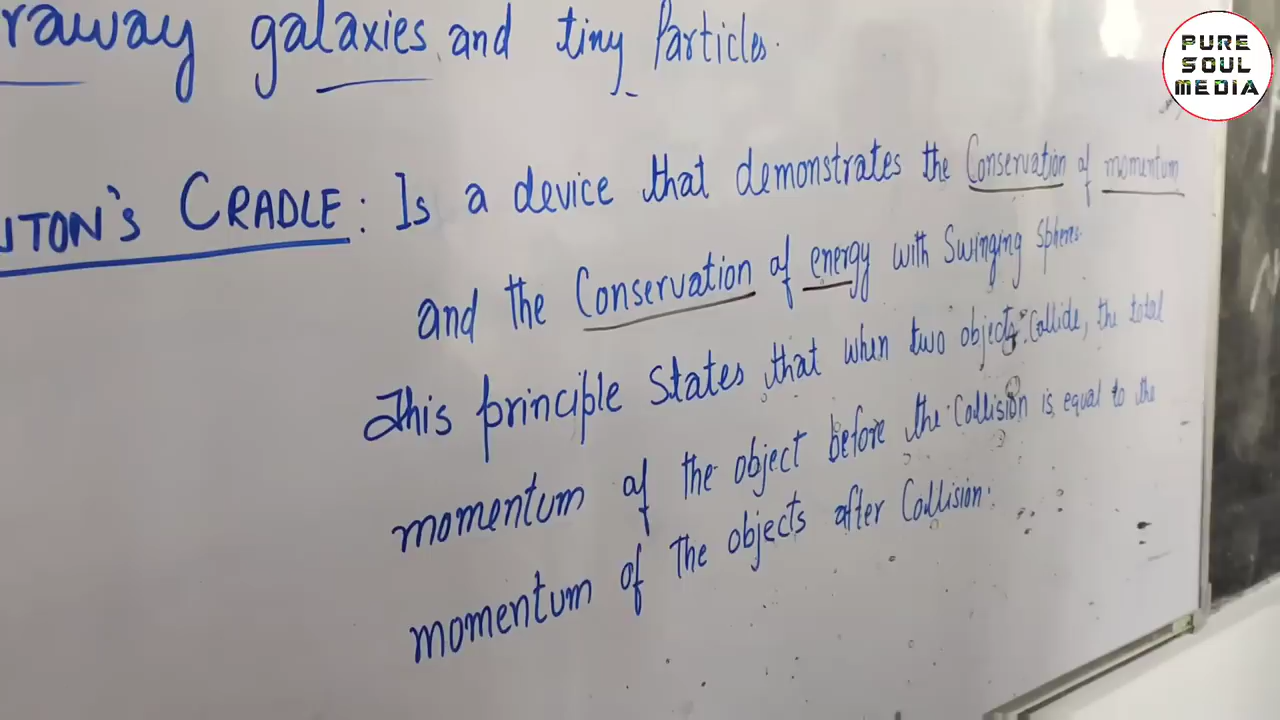 raway galaxies and tiny Particles.
TON's CRADLE: Is a device that demonstrates the Conservation of momentum
and the Conservation of energy with Swinging Spheres.
This principle States that when two objects Collide, the total
momentum of the object before the Collision is equal to the
momentum of The objects after Collision.
PURE
SOUL
MEDIA